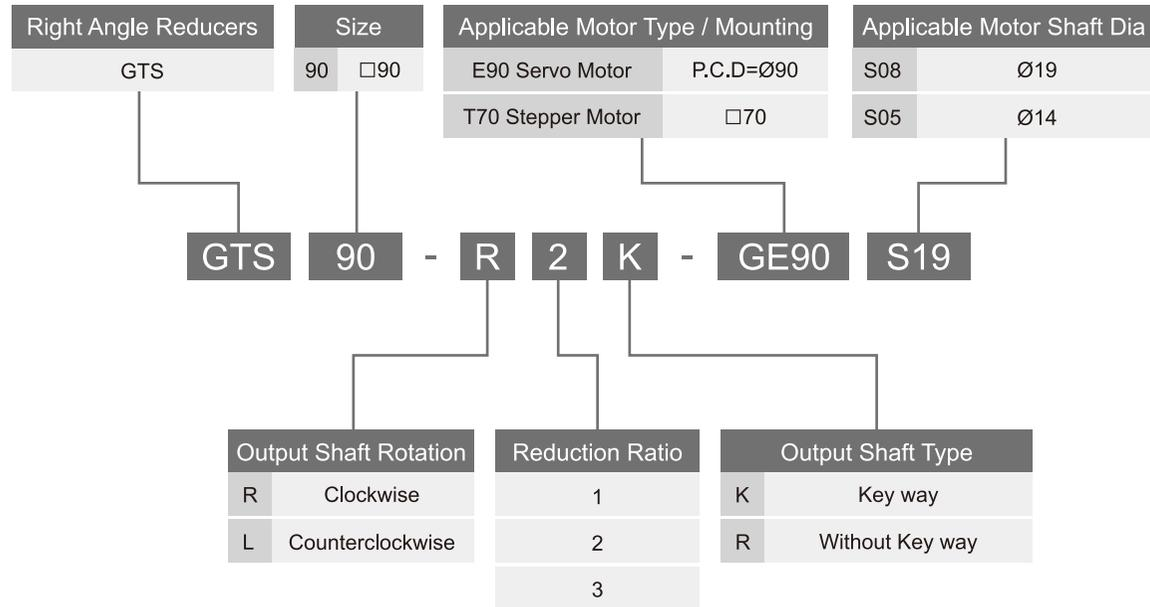 Right Angle Reducers
GTS
Size
90 □90
Applicable Motor Type / Mounting
E90 Servo Motor P.C.D=Ø90
T70 Stepper Motor □70
Applicable Motor Shaft Dia
S08 Ø19
S05 Ø14
GTS 90 - R 2 K - GE90 S19
Output Shaft Rotation
R Clockwise
L Counterclockwise
Reduction Ratio
1
2
3
Output Shaft Type
K Key way
R Without Key way